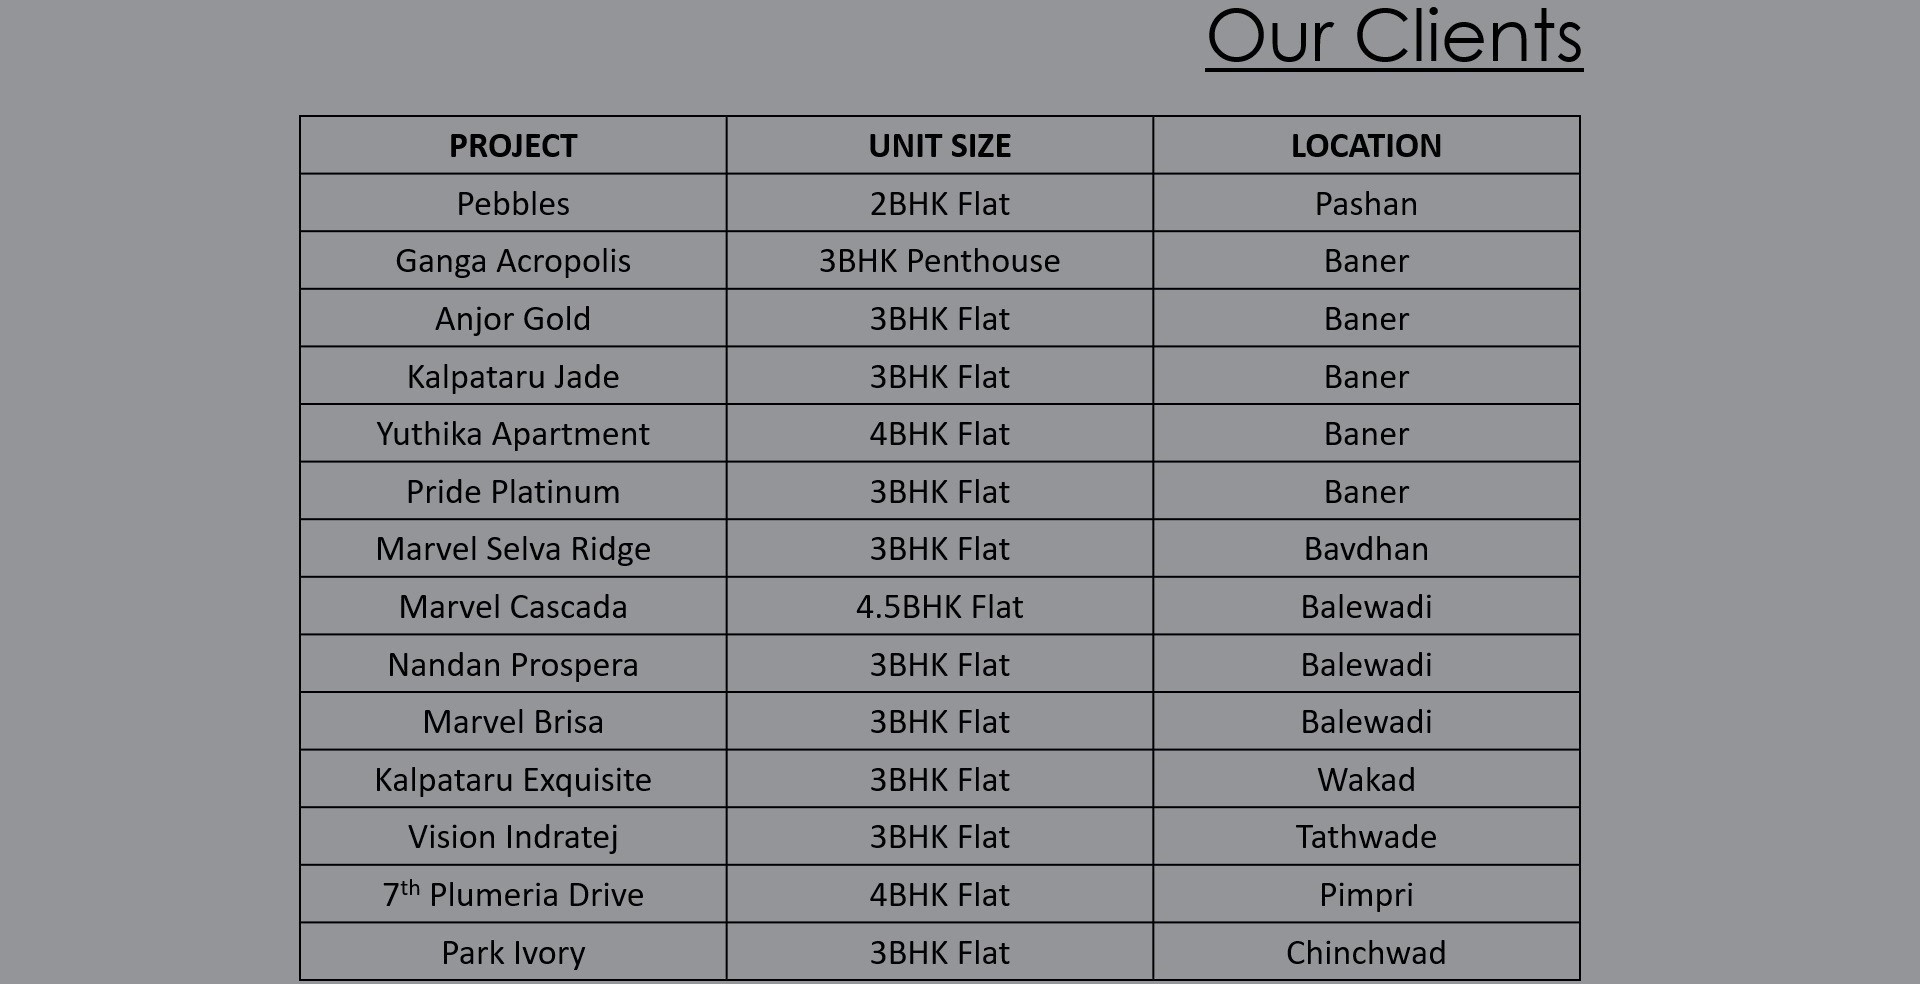 Our Clients
PROJECT UNIT SIZE LOCATION
Pebbles 2BHK Flat Pashan
Ganga Acropolis 3BHK Penthouse Baner
Anjor Gold 3BHK Flat Baner
Kalpataru Jade 3BHK Flat Baner
Yuthika Apartment 4BHK Flat Baner
Pride Platinum 3BHK Flat Baner
Marvel Selva Ridge 3BHK Flat Bavdhan
Marvel Cascada 4.5BHK Flat Balewadi
Nandan Prospera 3BHK Flat Balewadi
Marvel Brisa 3BHK Flat Balewadi
Kalpataru Exquisite 3BHK Flat Wakad
Vision Indratej 3BHK Flat Tathwade
7th Plumeria Drive 4BHK Flat Pimpri
Park Ivory 3BHK Flat Chinchwad